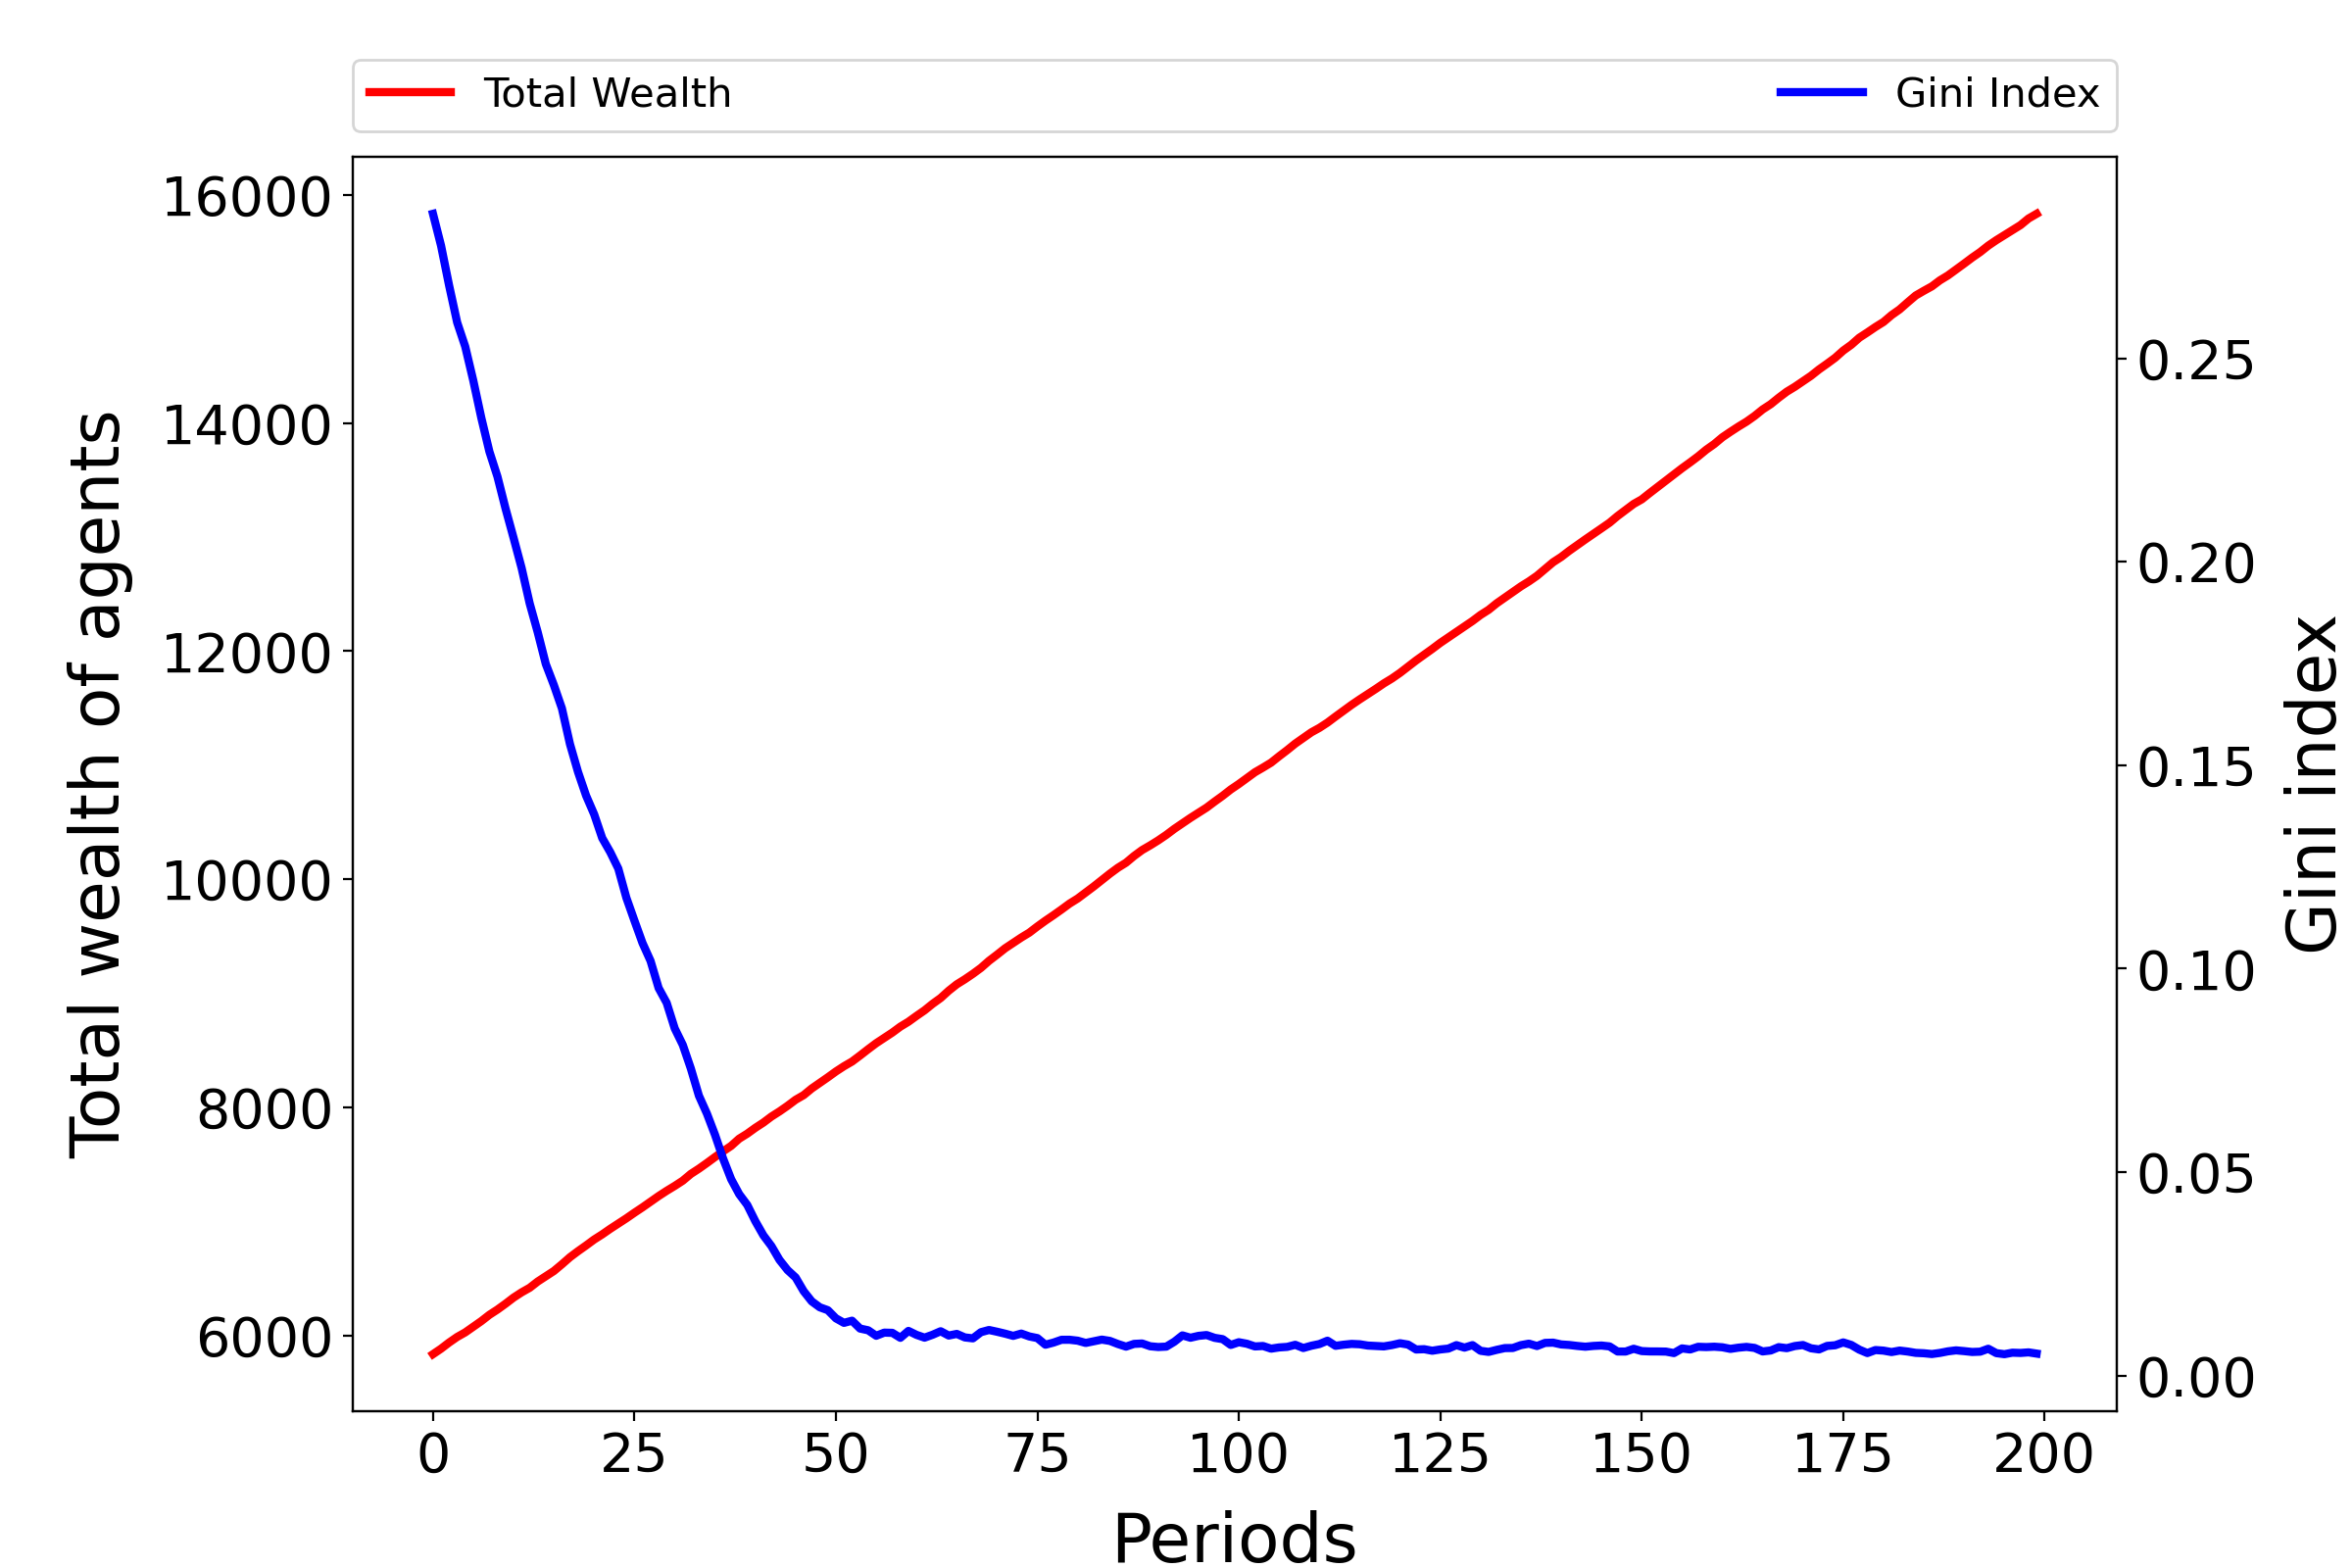 Total Wealth
Gini Index
16000
14000
12000
10000
8000
6000
Total wealth of agents
0.25
0.20
0.15
0.10
0.05
0.00
Gini index
0 25 50 75 100 125 150 175 200
Periods